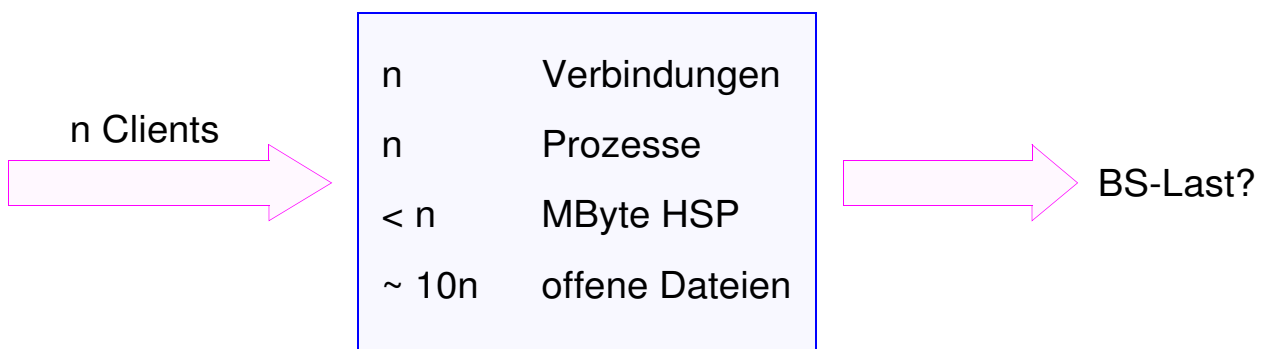 n Clients
n Verbindungen
n Prozesse
< n MByte HSP
~ 10n offene Dateien
BS-Last?